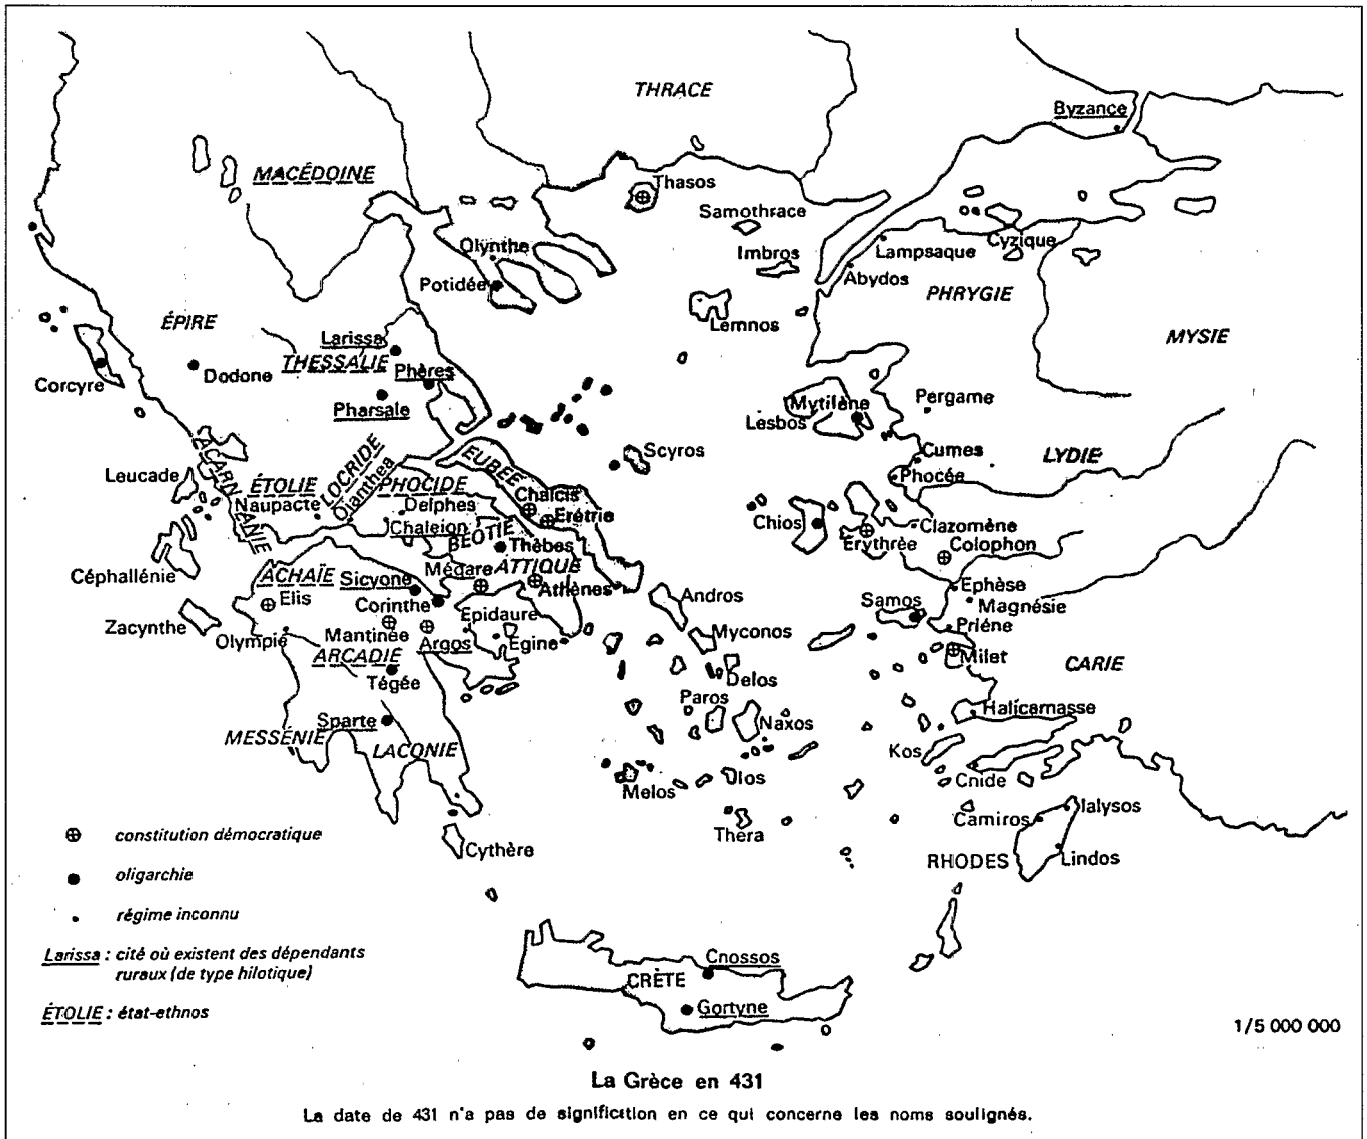 THRACE
Byzance
MACÉDOINE
Thasos
Samothrace
Olynthe
Imbros
Lampsaque
Cyzique
Abydos
Potidée
PHRYGIE
Lemnos
ÉPIRE
Larissa
MYSIE
THESSALIE
Dodone
Phères
Corcyre
Pharsale
Mytilène
Pergame
Lesbos
ACARNANIE
LOCRIDE
EUBÉE
Scyros
Cumes
LYDIE
Leucade
ÉTOLIE
Oianthea
PHOCIDE
Phocée
Naupacte
Delphes
Chalcis
Chaleion
Erétrie
Chios
Clazomène
BÉOTIE
Thèbes
Erythrèe
Colophon
Céphallénie
ACHAÏE
Sicyone
Médare
ATTIQUE
Athènes
Ephèse
Elis
Corinthe
Andros
Samos
Magnésie
Zacynthe
Epidaure
Olympie
Mantinée
Argos
Egine
Myconos
Priéne
ARCADIE
Milet
CARIE
Tégée
Delos
Paros
Sparte
Naxos
Halicarnasse
MESSÉNIE
LACONIE
Kos
Melos
Ios
Cnide
Thera
Camiros
Ialysos
constitution démocratique
Cythère
RHODES
Lindos
oligarchie
régime inconnu
Larissa : cité où existent des dépendants
ruraux (de type hilotique)
Cnossos
CRÈTE
Gortyne
ÉTOLIE : état-ethnos
1/5 000 000
La Grèce en 431
La date de 431 n'a pas de signification en ce qui concerne les noms soulignés.